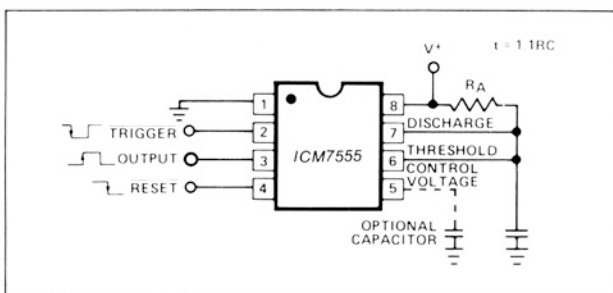 V+
t = 1.1RC
RA
1
8
DISCHARGE
TRIGGER
2
7
THRESHOLD
OUTPUT
3
ICM7555
6
CONTROL
VOLTAGE
RESET
4
5
OPTIONAL
CAPACITOR